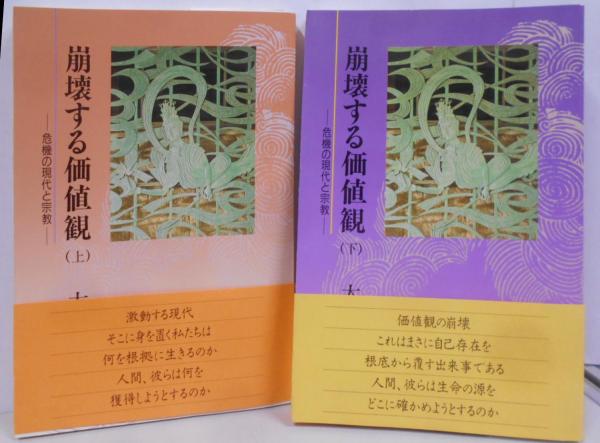 崩壊する価値観(上)
―危機の現代と宗教―
激動する現代
そこに身を置く私たちは
何を根拠に生きるのか
人間、彼らは何を
獲得しようとするのか
崩壊する価値観(下)
―危機の現代と宗教―
価値観の崩壊
これはまさに自己存在を
根底から覆す出来事である
人間、彼らは生命の源を
どこに確かめようとするのか